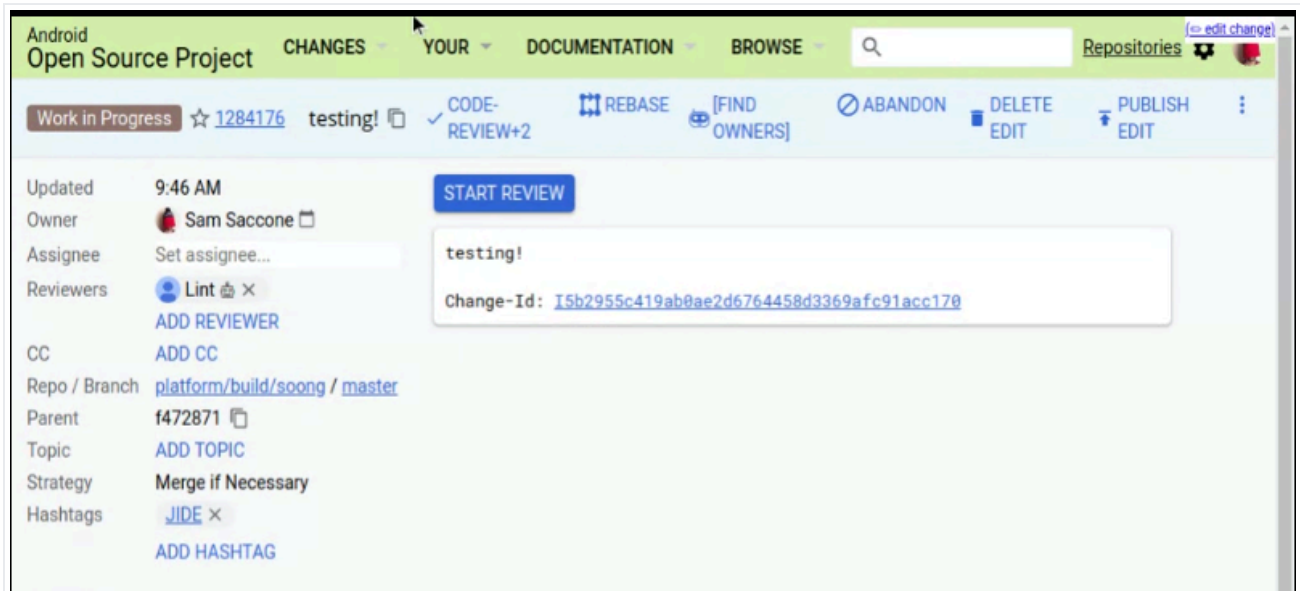 Android
Open Source Project
CHANGES
YOUR
DOCUMENTATION
BROWSE
Repositories
edit change)
Work in Progress
1284176
testing!
CODE-
REVIEW+2
REBASE
[FIND
OWNERS]
ABANDON
DELETE
EDIT
PUBLISH
EDIT
Updated 9:46 AM
Owner Sam Saccone
Assignee Set assignee...
Reviewers Lint
ADD REVIEWER
CC ADD CC
Repo / Branch platform/build/soong / master
Parent f472871
Topic ADD TOPIC
Strategy Merge if Necessary
Hashtags JIDE
ADD HASHTAG
START REVIEW
testing!
Change-Id: I5b2955c419ab0ae2d6764458d3369afc91acc170